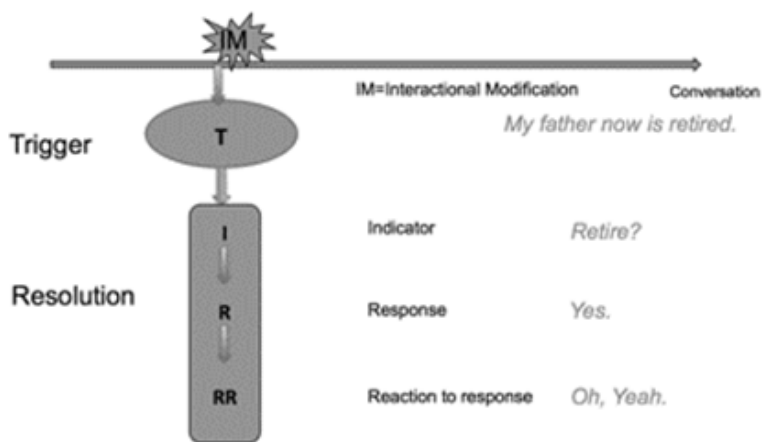 IM
IM=Interactional Modification
Conversation
My father now is retired.
Trigger
T
I
Indicator
Retire?
Resolution
R
Response
Yes.
RR
Reaction to response
Oh, Yeah.